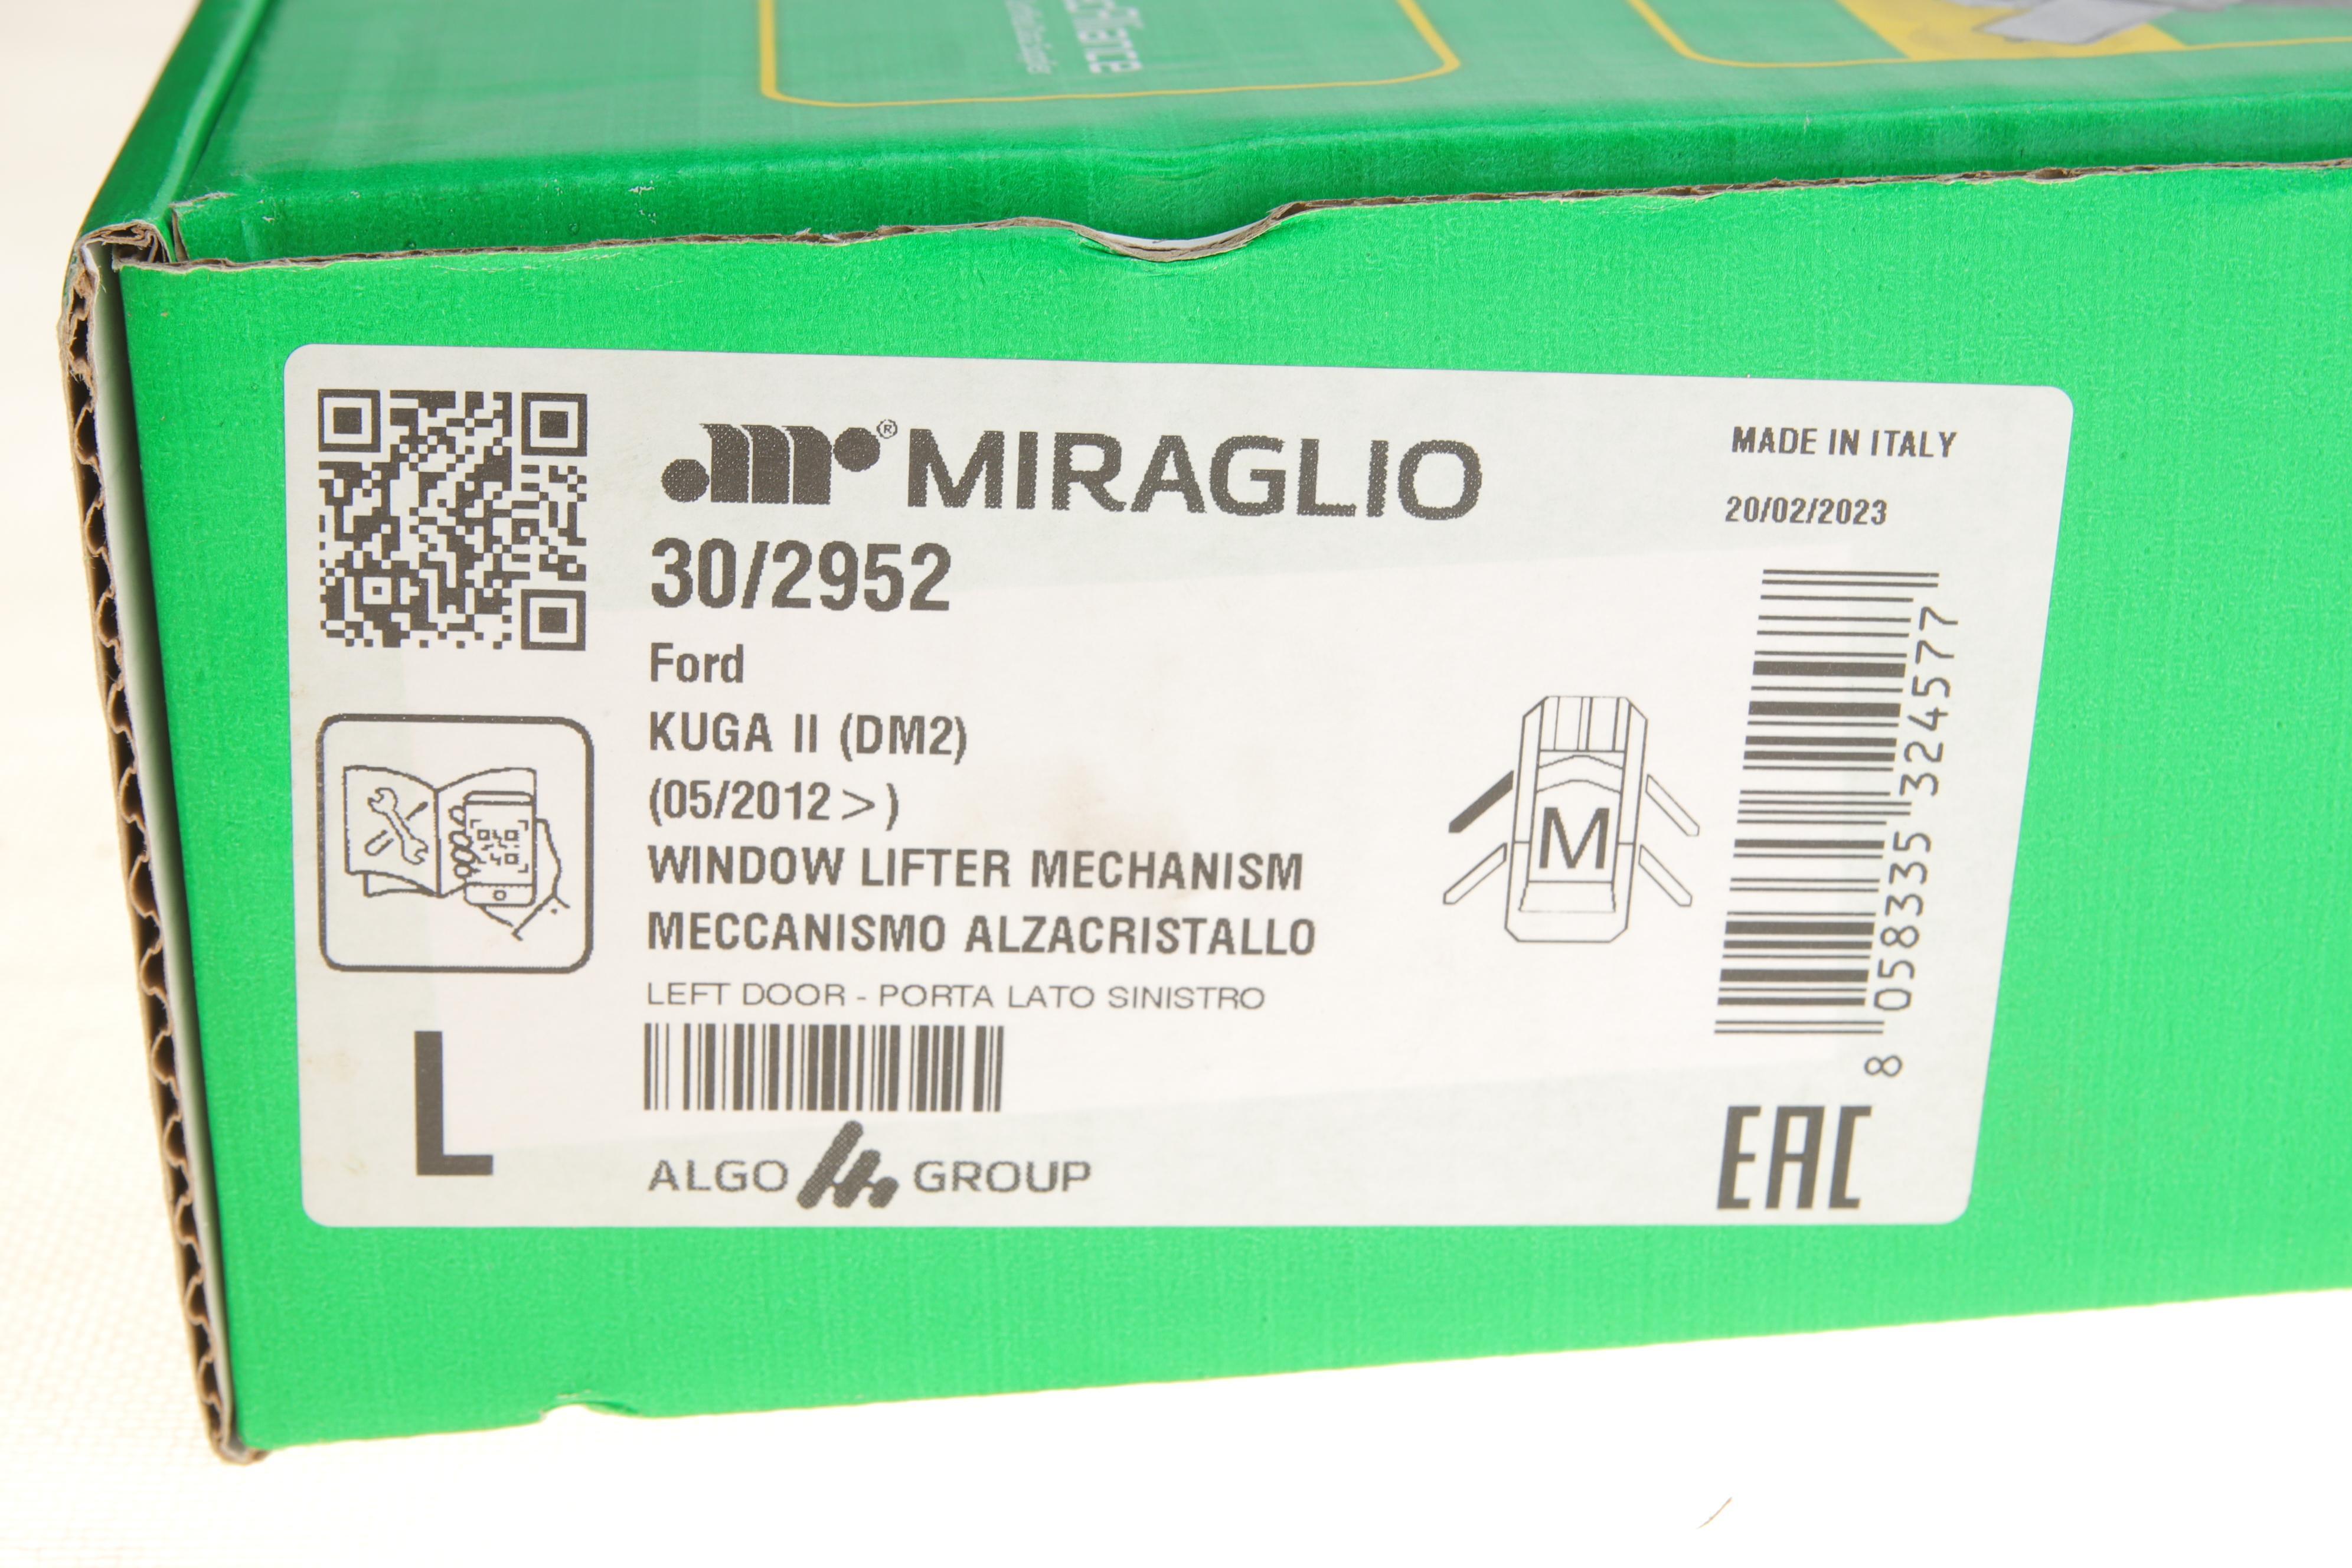 MIRAGLIO
30/2952
Ford
KUGA II (DM2)
(05/2012 > )
WINDOW LIFTER MECHANISM
MECCANISMO ALZACRISTALLO
LEFT DOOR - PORTA LATO SINISTRO
ALGO GROUP
L
M
MADE IN ITALY
20/02/2023
8 058335 324577
EAC